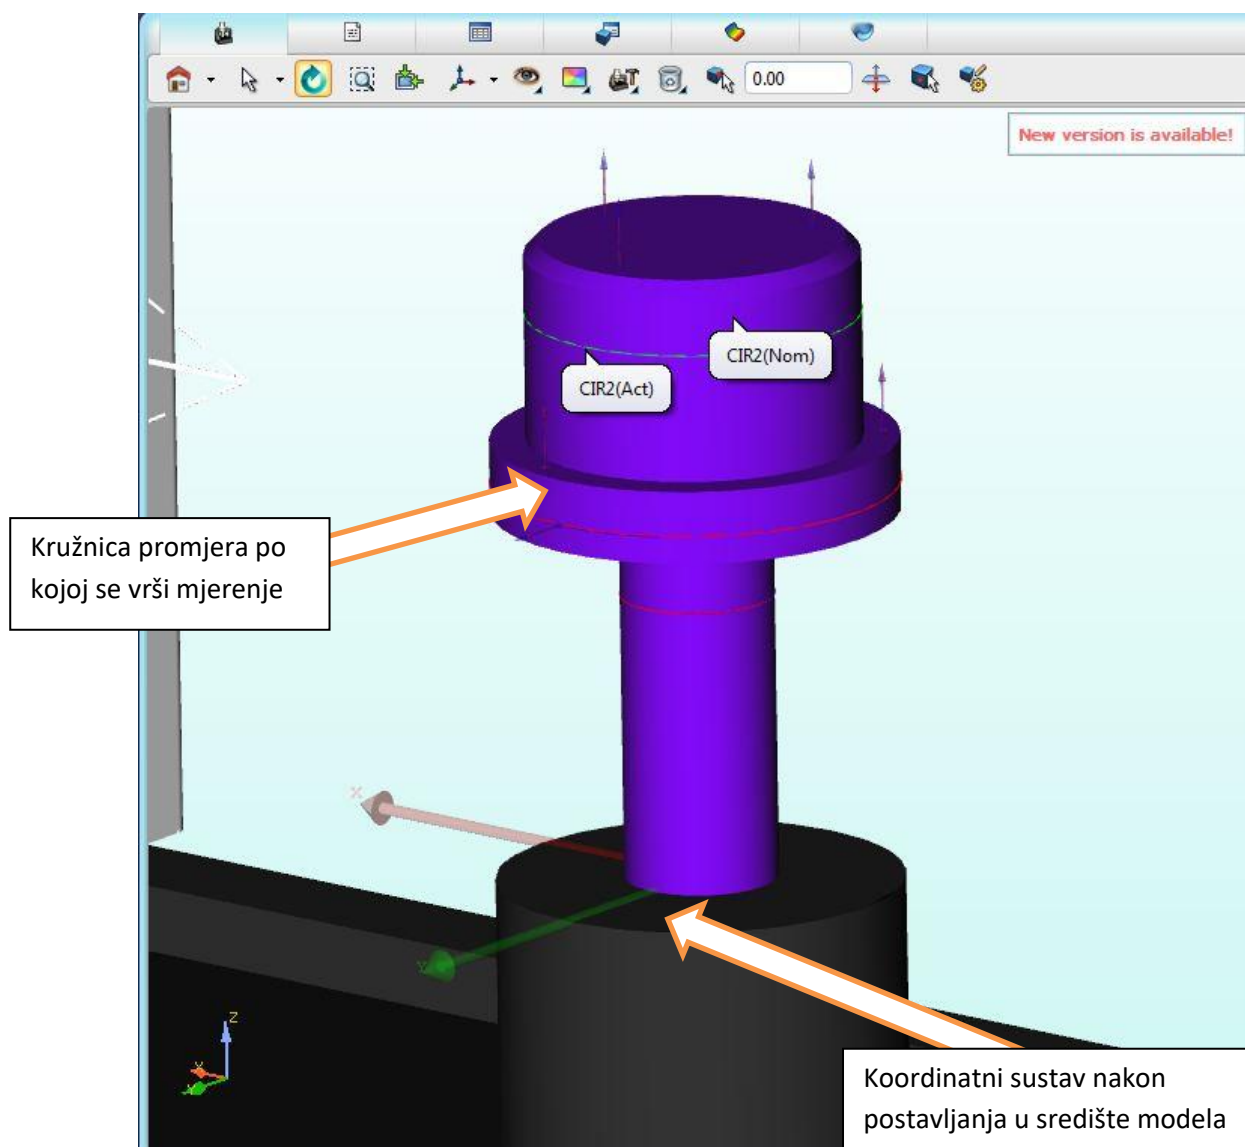 0.00
New version is available!
CIR2(Nom)
CIR2(Act)
Kružnica promjera po
kojoj se vrši mjerenje
X
Y
Z
X
Koordinatni sustav nakon
postavljanja u središte modela